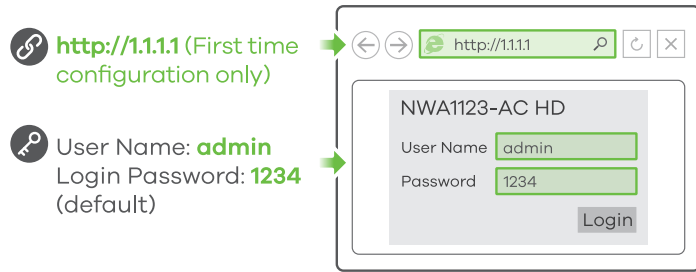 http://1.1.1.1 (First time
configuration only)
User Name: admin
Login Password: 1234
(default)
http://1.1.1.1
NWA1123-AC HD
User Name admin
Password 1234
Login